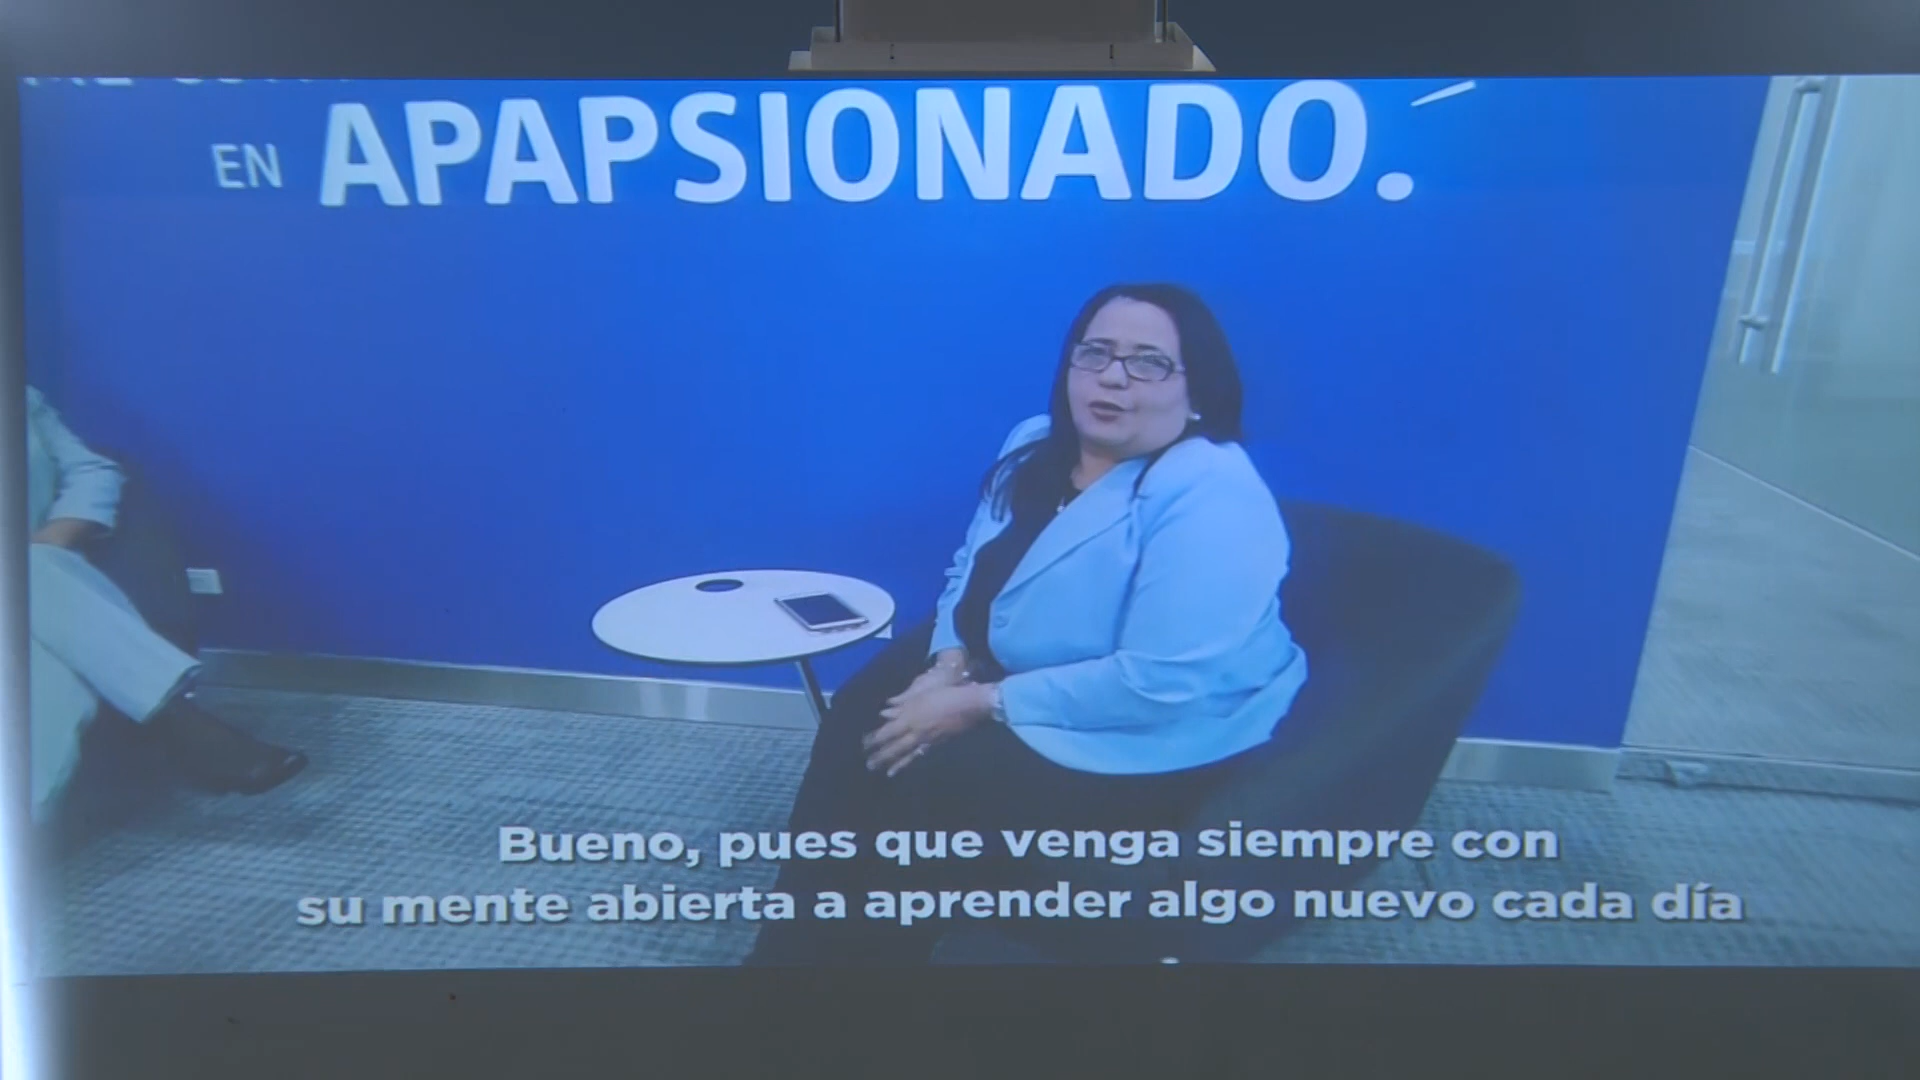 EN APAPSIONADO.
Bueno, pues que venga siempre con
su mente abierta a aprender algo nuevo cada día